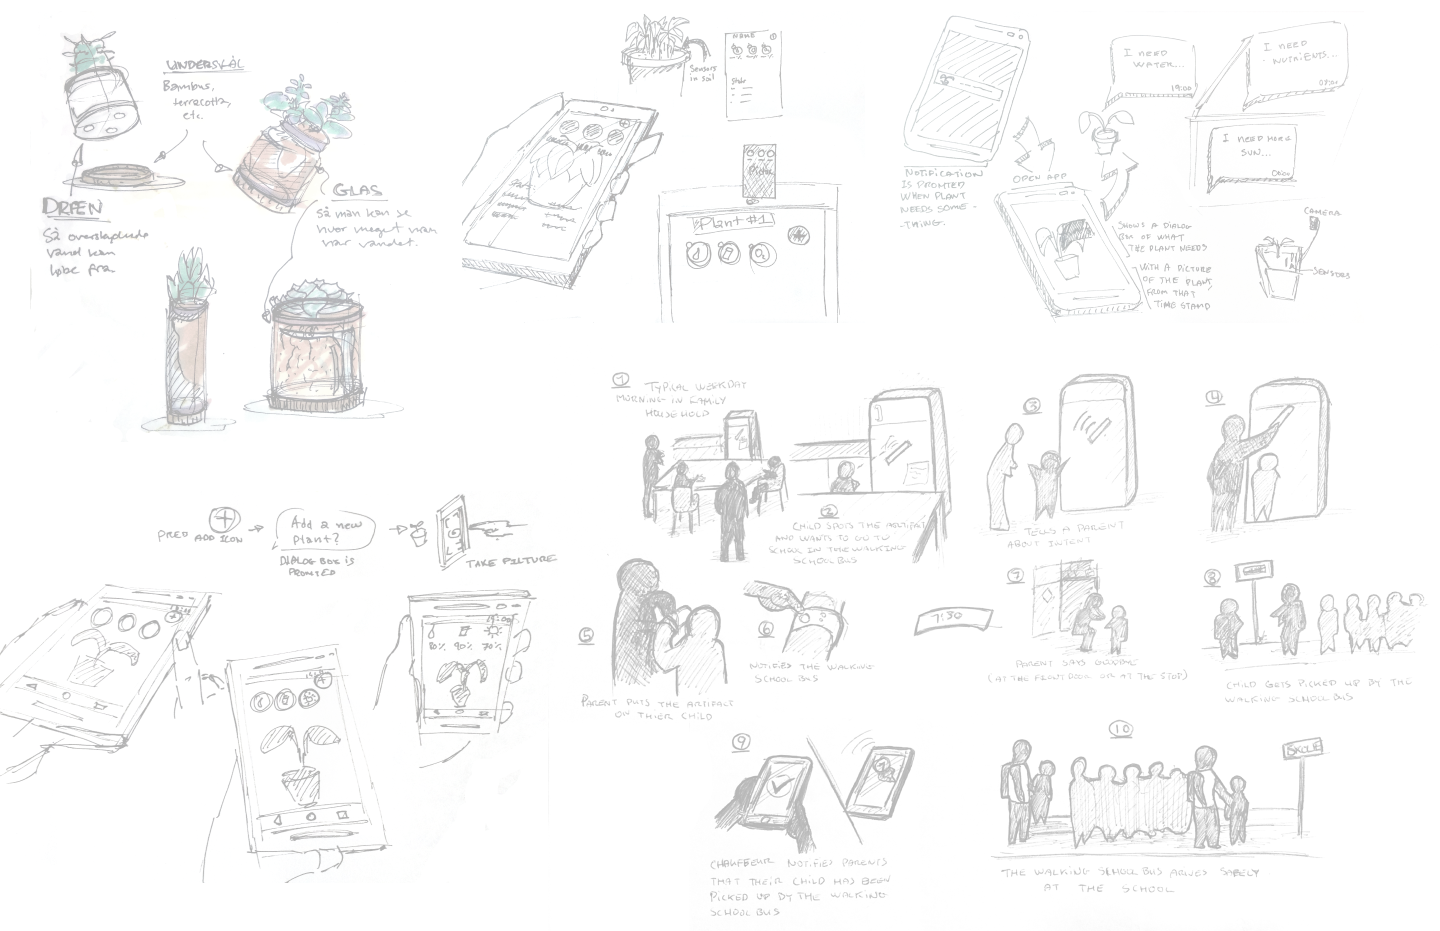 UNDERSKÅL
Bambus,
terracotta,
etc.
DRÆN
Så overskydende
vand kan
løbe fra.
GLAS
Så man kan se
hvor meget man
har vandet.
Sensors
in soil
NAME
State
Picture
Plant #1
NOTIFICATION
IS PROMTED
WHEN PLANT
NEEDS SOME-
-THING.
OPEN APP
I NEED
WATER...
19:00
I NEED
NUTRIENTS...
07:00
I NEED MORE
SUN...
SHOWS A DIALOG
BOX OF WHAT
THE PLANT NEEDS
WITH A PICTURE
OF THE PLANT,
FROM THAT
TIME STAMP
CAMERA
SENSORS
PRESS ADD ICON
Add a new
plant?
DIALOG BOX IS
PROMTED
TAKE PICTURE
19:00
80% 90% 70%
1
TYPICAL WEEKDAY
MORNING IN FAMILY
HOUSEHOLD
2
CHILD SPOTS THE ARTIFACT
AND WANTS TO GO TO
SCHOOL IN THE WALKING
SCHOOL BUS
3
TELLS A PARENT
ABOUT INTENT
4
5
PARENT PUTS THE ARTIFACT
ON THIER CHILD
6
NOTIFIES THE WALKING
SCHOOL BUS
7:30
7
PARENT SAYS GOODBYE
(AT THE FRONT DOOR OR AT THE STOP)
8
CHILD GETS PICKED UP BY THE
WALKING SCHOOL BUS
9
CHAUFFEUR NOTIFIES PARENTS
THAT THEIR CHILD HAS BEEN
PICKED UP BY THE WALKING
SCHOOL BUS
10
SKOLE
THE WALKING SCHOOL BUS ARIVES SAFELY
AT THE SCHOOL